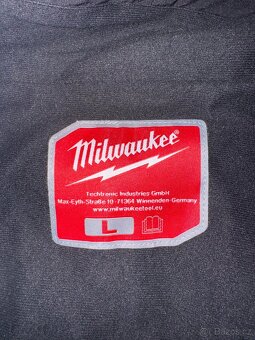 Milwaukee®
Techtronic Industries GmbH
Max-Eyth-Straße 10 · 71364 Winnenden · Germany
www.milwaukeetool.eu
L